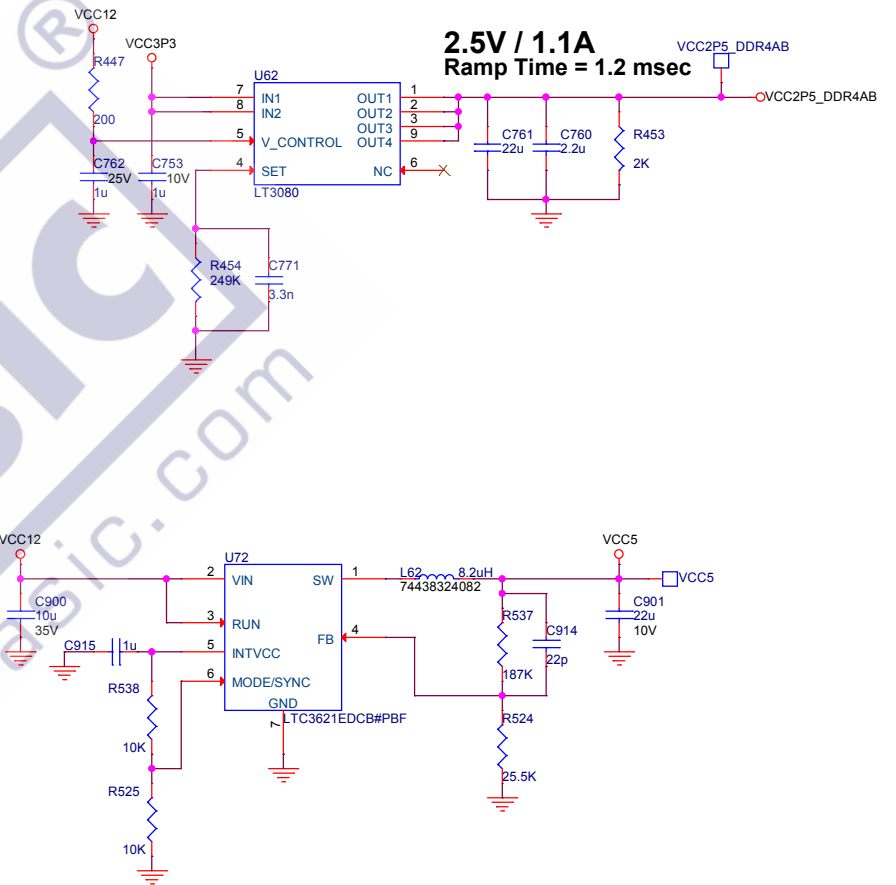 VCC12
®
VCC3P3
R447
200
2.5V / 1.1A
Ramp Time = 1.2 msec
VCC2P5_DDR4AB
VCC2P5_DDR4AB
U62
7 IN1 OUT1 1
8 IN2 OUT2 2
OUT3 3
5 V_CONTROL OUT4 9
4 SET NC 6
LT3080
C762
25V
1u
C753
10V
1u
C761
22u
C760
2.2u
R453
2K
R454
249K
C771
3.3n
SIC
asic.com
VCC12
C900
10u
35V
U72
2 VIN SW 1
3 RUN
FB 4
5 INTVCC
6 MODE/SYNC
GND
7
LTC3621EDCB#PBF
C915 1u
R538
10K
R525
10K
L62 8.2uH
74438324082
VCC5
VCC5
R537
187K
C914
22p
C901
22u
10V
R524
25.5K